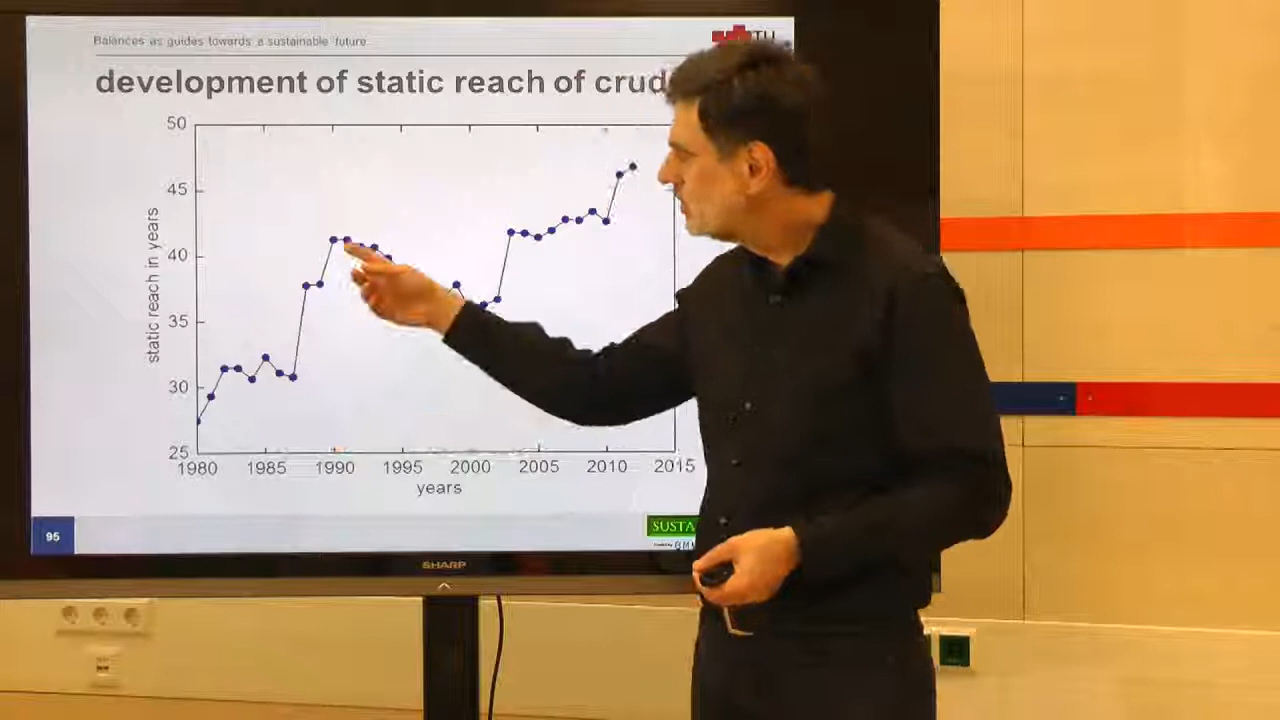 Balances as guides towards a sustainable future
development of static reach of crud
50
45
40
35
30
25
static reach in years
1980 1985 1990 1995 2000 2005 2010 2015
years
95
SUSTA
SHARP